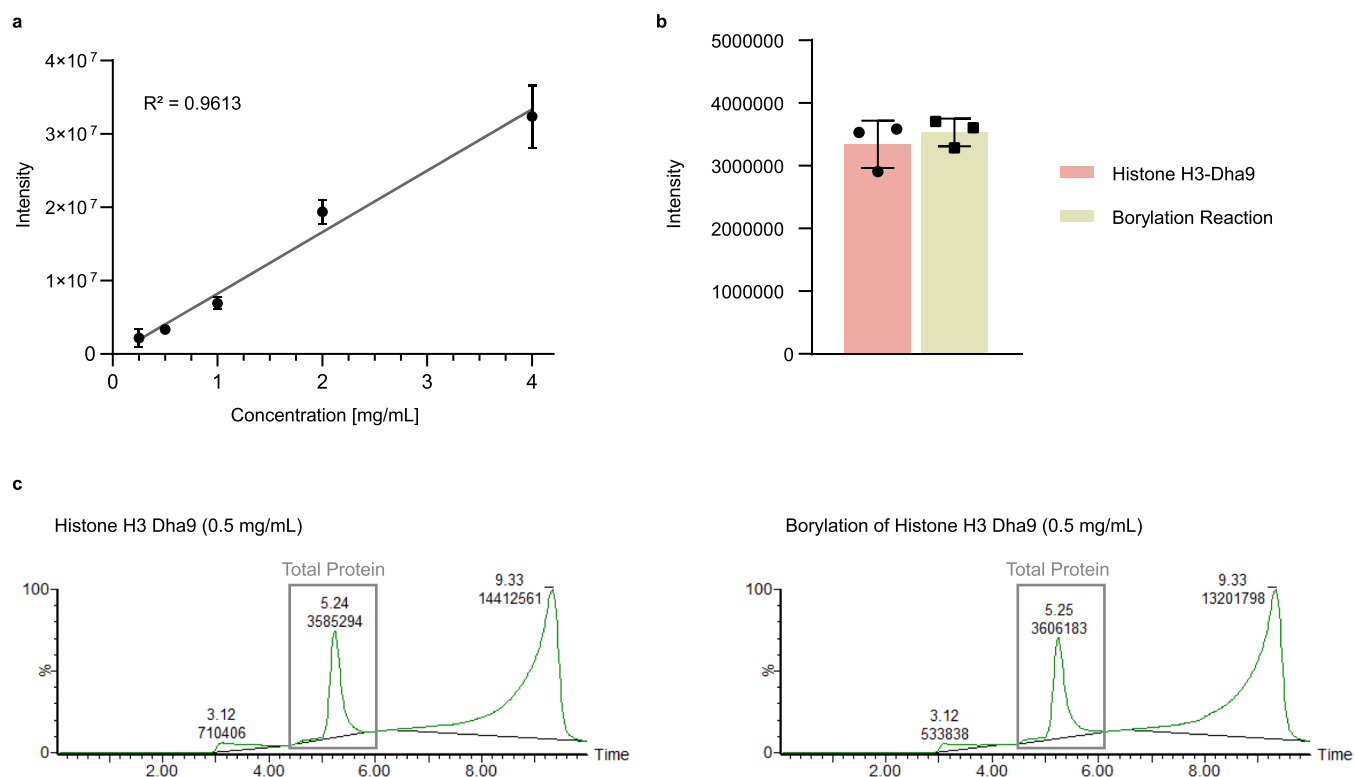 a
4×10⁷
3×10⁷
2×10⁷
1×10⁷
0
R² = 0.9613
Intensity
0 1 2 3 4
Concentration [mg/mL]
b
5000000
4000000
3000000
2000000
1000000
0
Intensity
Histone H3-Dha9
Borylation Reaction
c
Histone H3 Dha9 (0.5 mg/mL)
Total Protein
100
%
0
3.12
710406
5.24
3585294
9.33
14412561
Time
2.00 4.00 6.00 8.00
Borylation of Histone H3 Dha9 (0.5 mg/mL)
Total Protein
100
%
0
3.12
533838
5.25
3606183
9.33
13201798
Time
2.00 4.00 6.00 8.00